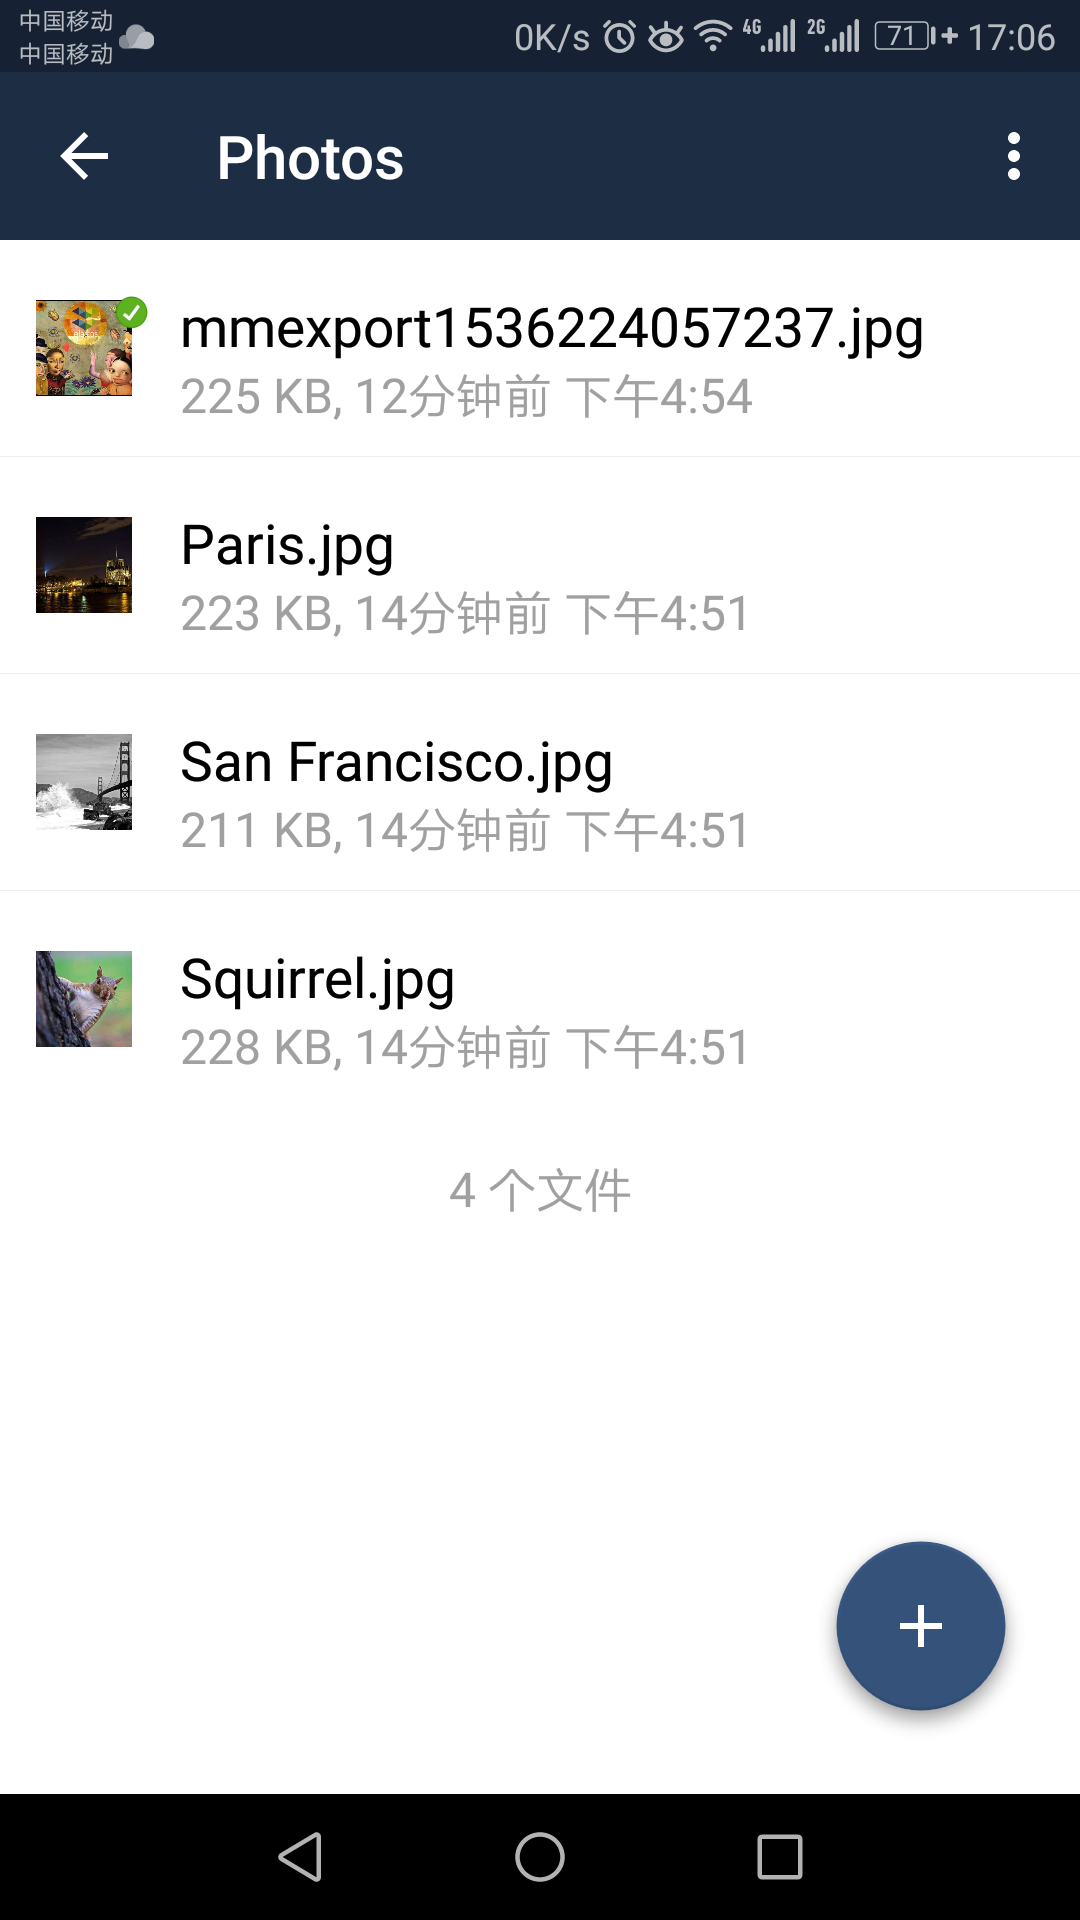 中国移动
中国移动
0K/s 4G 2G 71 17:06
Photos
mmexport1536224057237.jpg
225 KB, 12分钟前 下午4:54
Paris.jpg
223 KB, 14分钟前 下午4:51
San Francisco.jpg
211 KB, 14分钟前 下午4:51
Squirrel.jpg
228 KB, 14分钟前 下午4:51
4 个文件